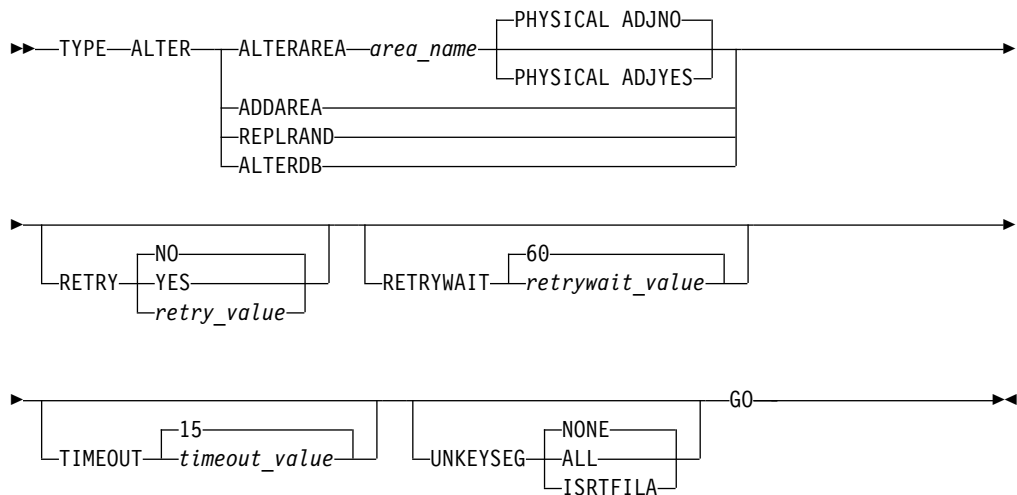 PHYSICAL ADJNO
TYPE ALTER ALTERAREA area_name
PHYSICAL ADJYES
ADDAREA
REPLRAND
ALTERDB
NO
RETRY YES
retry_value
60
RETRYWAIT retrywait_value
GO
15
TIMEOUT timeout_value
NONE
UNKEYSEG ALL
ISRTFILA